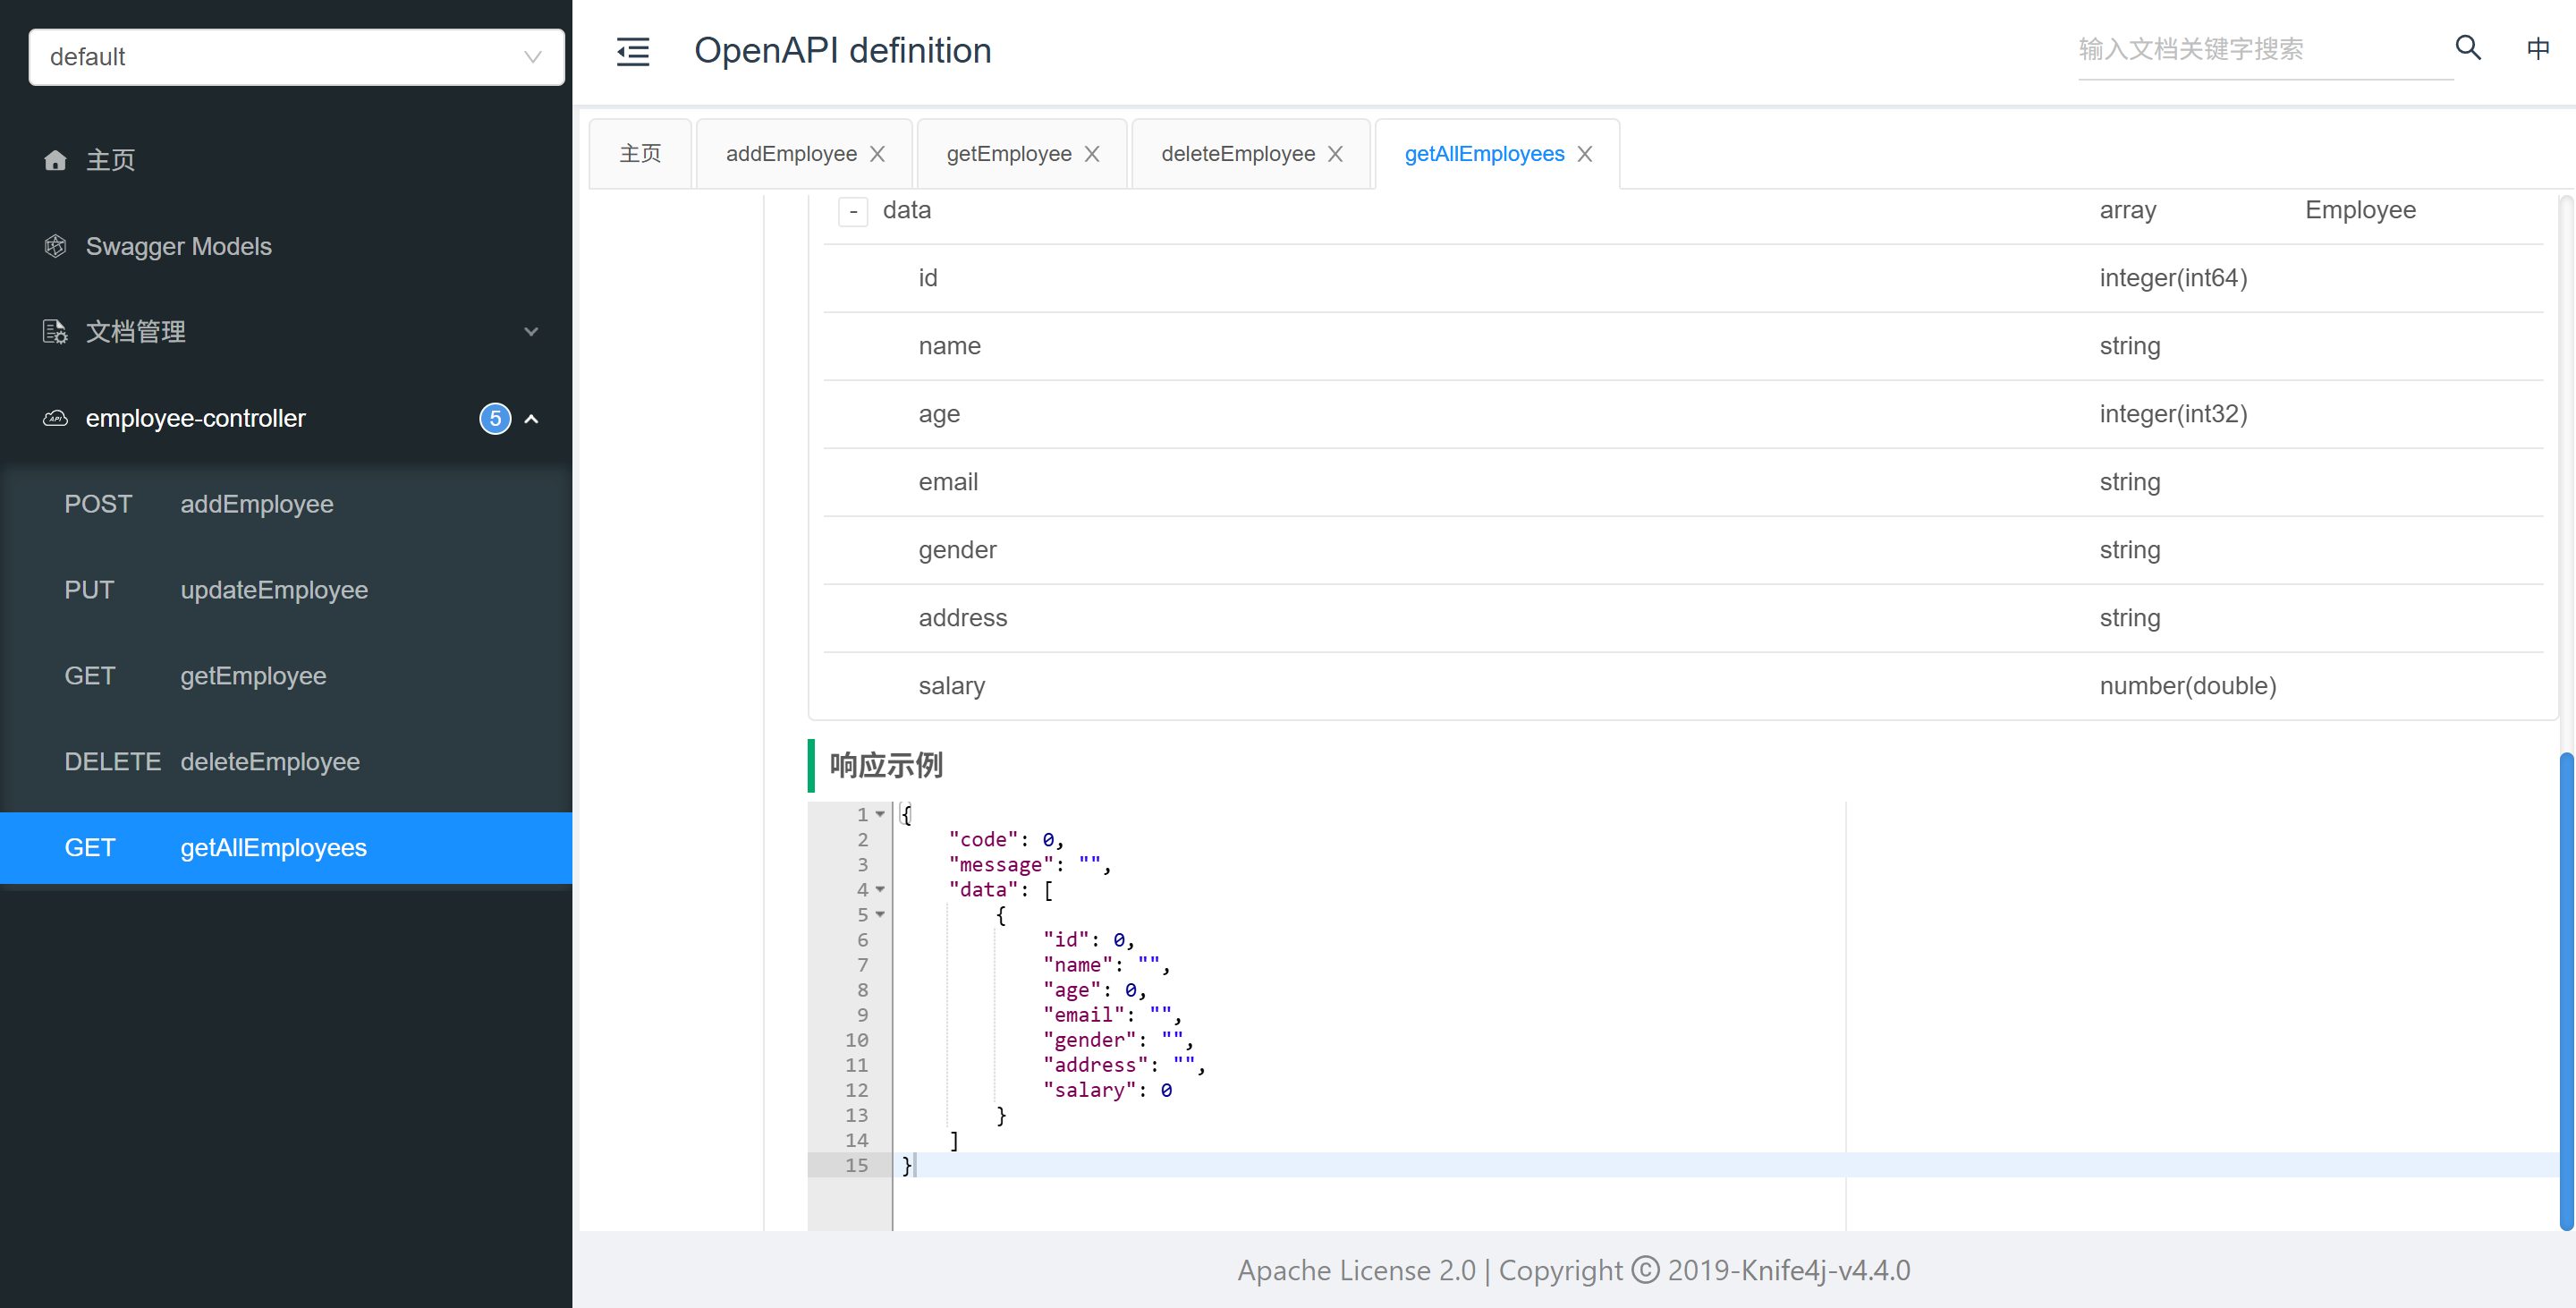 default
主页
Swagger Models
文档管理
employee-controller 5
POST addEmployee
PUT updateEmployee
GET getEmployee
DELETE deleteEmployee
GET getAllEmployees
OpenAPI definition
输入文档关键字搜索
中
主页 addEmployee getEmployee deleteEmployee getAllEmployees
- data array Employee
id integer(int64)
name string
age integer(int32)
email string
gender string
address string
salary number(double)
响应示例
1 {
2 "code": 0,
3 "message": "",
4 "data": [
5 {
6 "id": 0,
7 "name": "",
8 "age": 0,
9 "email": "",
10 "gender": "",
11 "address": "",
12 "salary": 0
13 }
14 ]
15 }
Apache License 2.0 | Copyright © 2019-Knife4j-v4.4.0